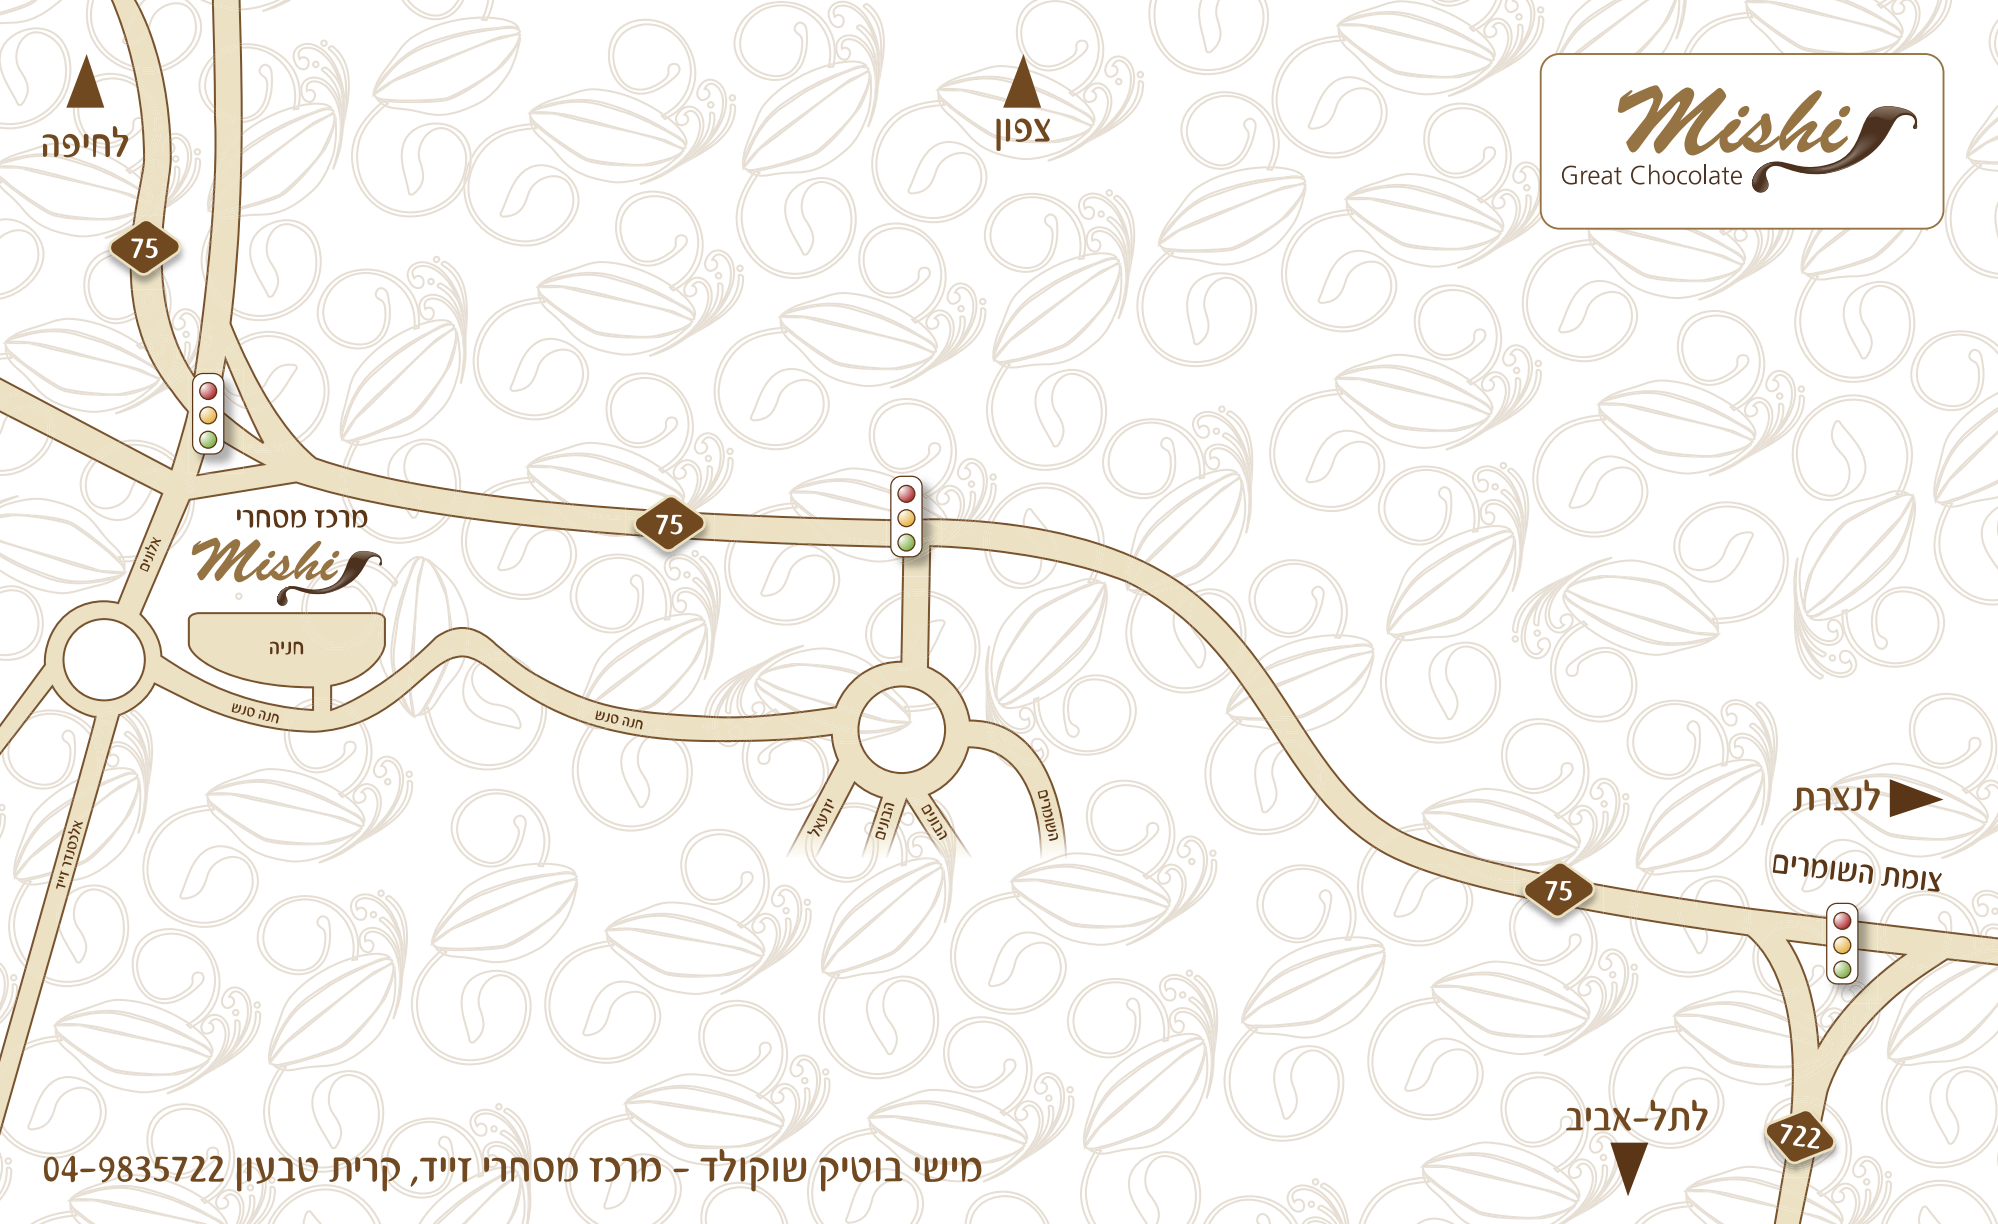 לחיפה
צפון
Mishi
Great Chocolate
75
מרכז מסחרי
Mishi
חניה
אלונים
75
חנה סנש
חנה סנש
אלכסנדר זייד
יזרעאל
הבונים
הבונים
השומרים
לנצרת
צומת השומרים
75
לתל-אביב
722
מישי בוטיק שוקולד - מרכז מסחרי זייד, קרית טבעון 04-9835722